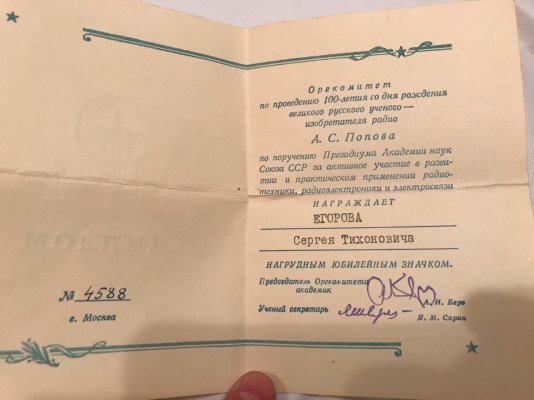 № 4588
г. Москва
Оргкомитет
по проведению 100-летия со дня рождения
великого русского ученого—
изобретателя радио
А. С. Попова
по поручению Президиума Академии наук
Союза ССР за активное участие в разви-
тии и практическом применении радио-
техники, радиоэлектроники и электросвязи
НАГРАЖДАЕТ
ЕГОРОВА
Сергея Тихоновича
НАГРУДНЫМ ЮБИЛЕЙНЫМ ЗНАЧКОМ.
Председатель Оргкомитета
академик
А. И. Берг
Ученый секретарь
Я. М. Сорин